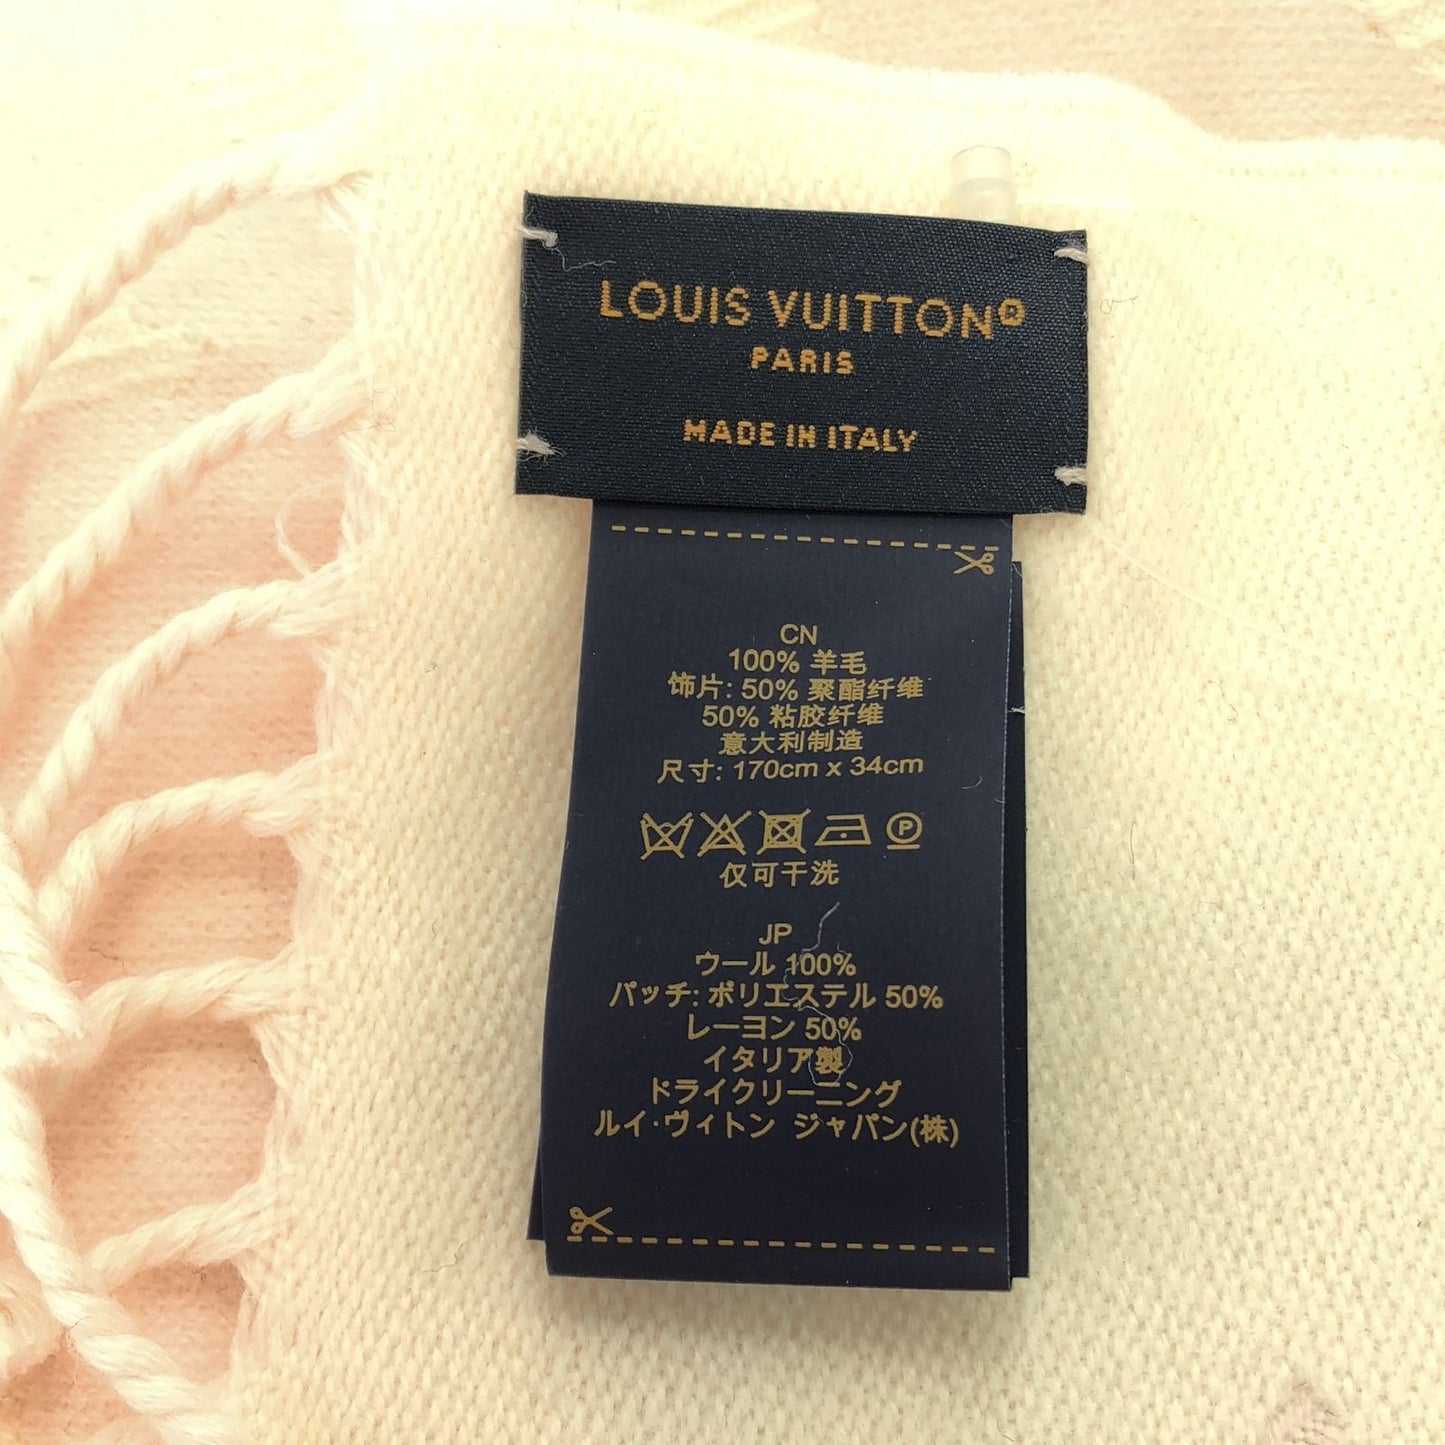 LOUIS VUITTON®
PARIS
MADE IN ITALY
CN
100% 羊毛
饰片: 50% 聚酯纤维
50% 粘胶纤维
意大利制造
尺寸: 170cm x 34cm
P
仅可干洗
JP
ウール 100%
パッチ: ポリエステル 50%
レーヨン 50%
イタリア製
ドライクリーニング
ルイ·ヴィトン ジャパン(株)